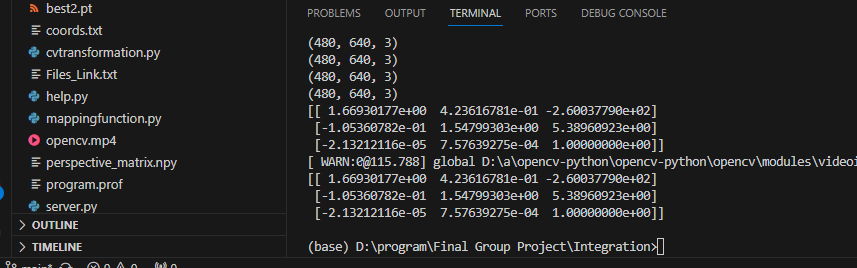 best2.pt
coords.txt
cvtransformation.py
Files_Link.txt
help.py
mappingfunction.py
opencv.mp4
perspective_matrix.npy
program.prof
server.py
OUTLINE
TIMELINE
PROBLEMS OUTPUT TERMINAL PORTS DEBUG CONSOLE
(480, 640, 3)
(480, 640, 3)
(480, 640, 3)
(480, 640, 3)
[[ 1.66930177e+00 4.23616781e-01 -2.60037790e+02]
[-1.05360782e-01 1.54799303e+00 5.38960923e+00]
[-2.13212116e-05 7.57639275e-04 1.00000000e+00]]
[ WARN:0@115.788] global D:\a\opencv-python\opencv-python\opencv\modules\videoi
[[ 1.66930177e+00 4.23616781e-01 -2.60037790e+02]
[-1.05360782e-01 1.54799303e+00 5.38960923e+00]
[-2.13212116e-05 7.57639275e-04 1.00000000e+00]]
(base) D:\program\Final Group Project\Integration>
main* 0 0 0